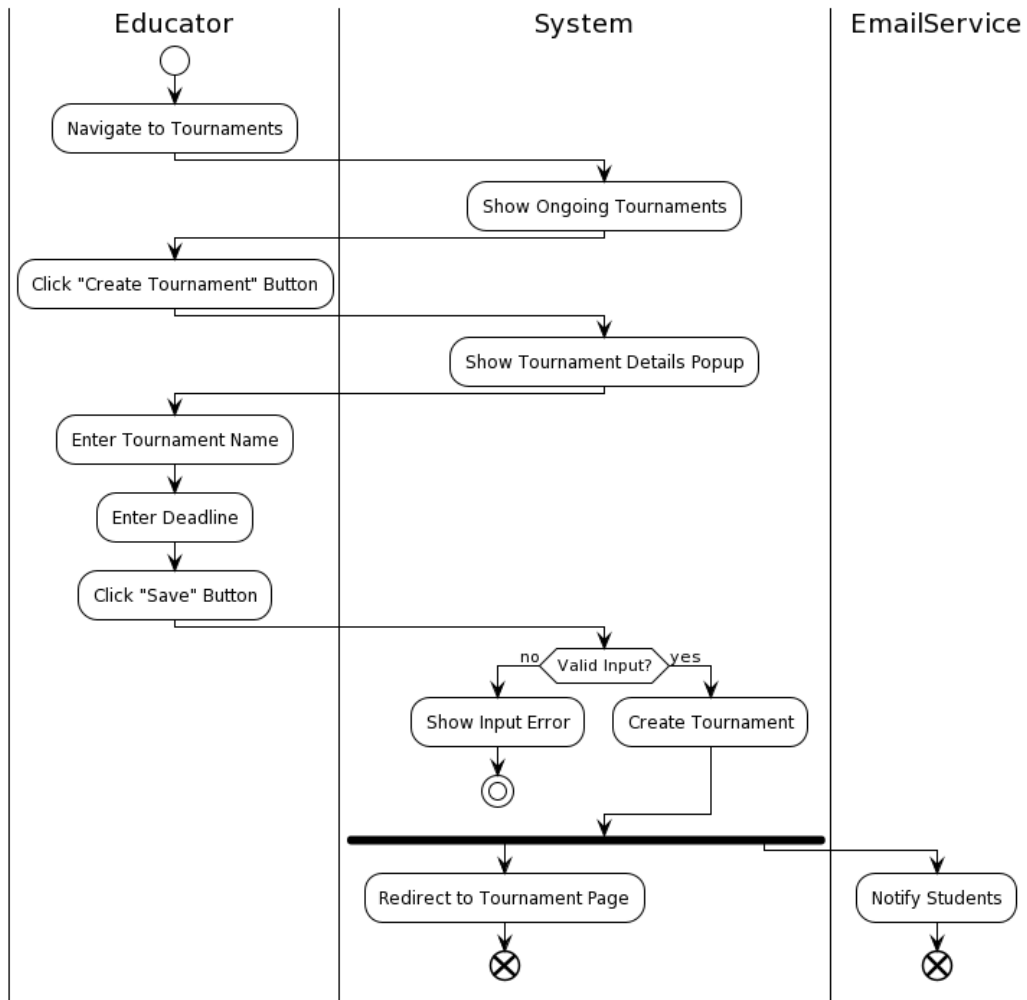 Educator
System
EmailService
Navigate to Tournaments
Show Ongoing Tournaments
Click "Create Tournament" Button
Show Tournament Details Popup
Enter Tournament Name
Enter Deadline
Click "Save" Button
no
Valid Input?
yes
Show Input Error
Create Tournament
Redirect to Tournament Page
Notify Students